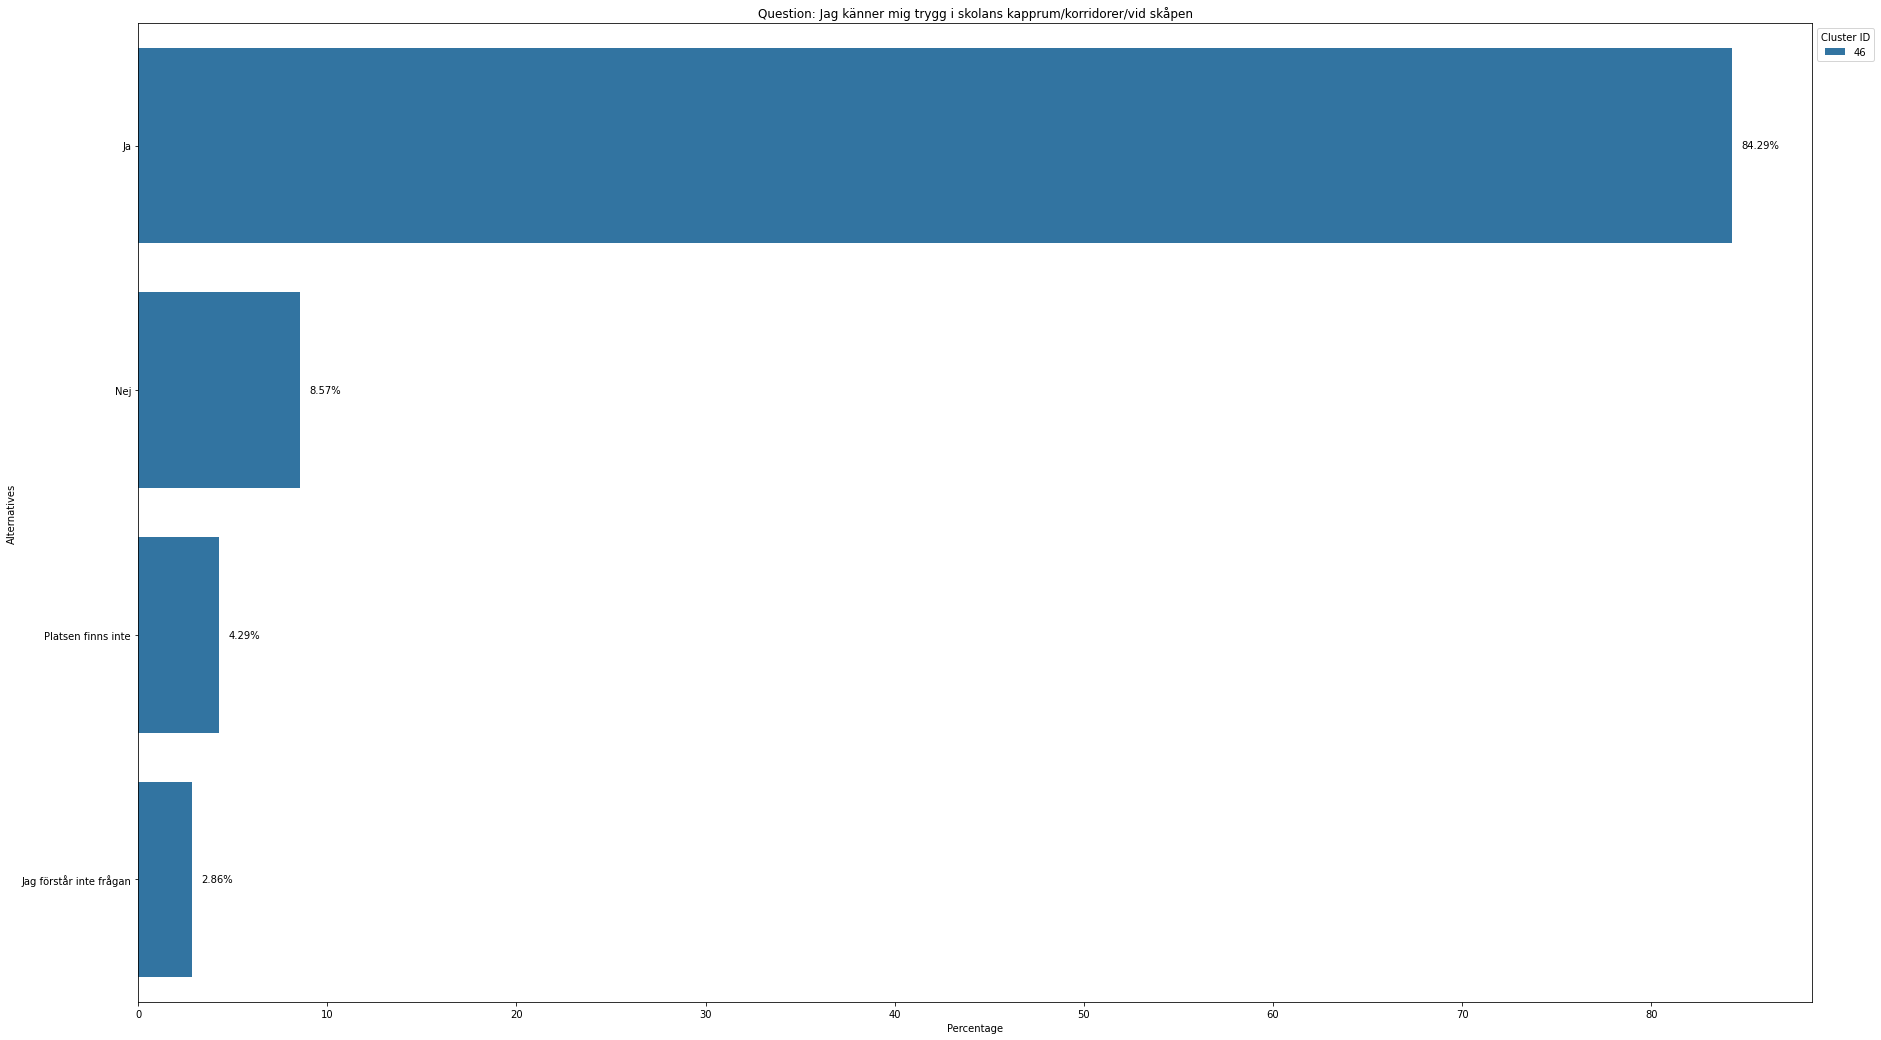 Question: Jag känner mig trygg i skolans kapprum/korridorer/vid skåpen
Cluster ID
46
Ja
84.29%
Nej
8.57%
Alternatives
Platsen finns inte
4.29%
Jag förstår inte frågan
2.86%
0 10 20 30 40 50 60 70 80
Percentage